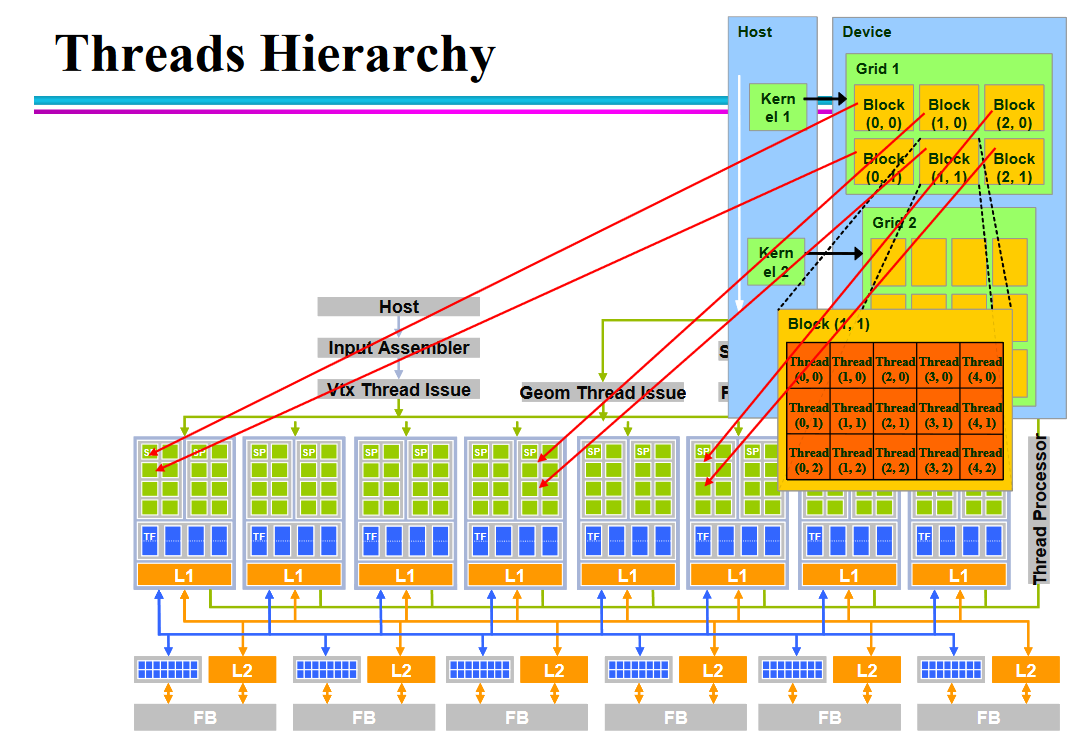 Threads Hierarchy
Host
Device
Grid 1
Kern
el 1
Block
(0, 0)
Block
(1, 0)
Block
(2, 0)
Block
(0, 1)
Block
(1, 1)
Block
(2, 1)
Grid 2
Kern
el 2
Block (1, 1)
Thread
(0, 0)
Thread
(1, 0)
Thread
(2, 0)
Thread
(3, 0)
Thread
(4, 0)
Thread
(0, 1)
Thread
(1, 1)
Thread
(2, 1)
Thread
(3, 1)
Thread
(4, 1)
Thread
(0, 2)
Thread
(1, 2)
Thread
(2, 2)
Thread
(3, 2)
Thread
(4, 2)
Host
Input Assembler
Vtx Thread Issue
Geom Thread Issue
Thread Processor
SP
SP
SP
SP
SP
SP
SP
SP
SP
SP
SP
SP
TF
TF
TF
TF
TF
TF
TF
TF
L1
L1
L1
L1
L1
L1
L1
L1
L2
L2
L2
L2
L2
L2
FB
FB
FB
FB
FB
FB